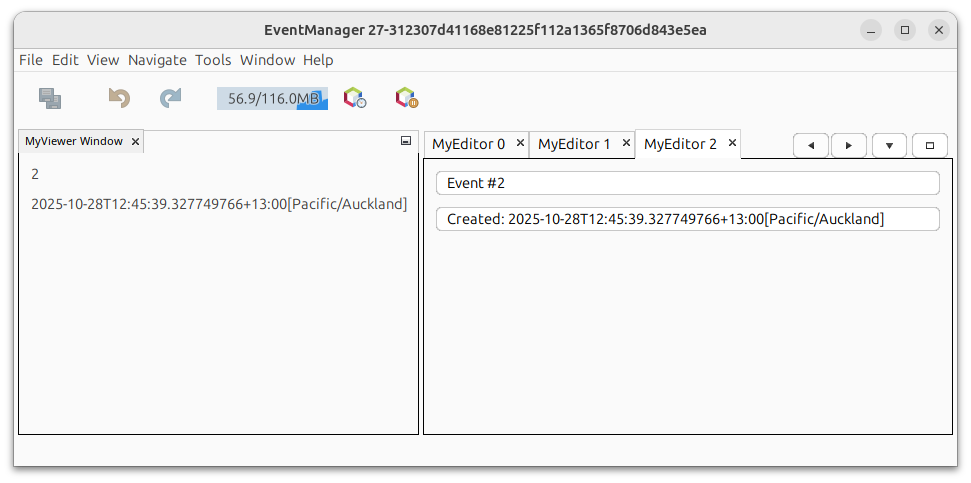 EventManager 27-312307d41168e81225f112a1365f8706d843e5ea
File Edit View Navigate Tools Window Help
56.9/116.0MB
MyViewer Window
2
2025-10-28T12:45:39.327749766+13:00[Pacific/Auckland]
MyEditor 0 MyEditor 1 MyEditor 2
Event #2
Created: 2025-10-28T12:45:39.327749766+13:00[Pacific/Auckland]